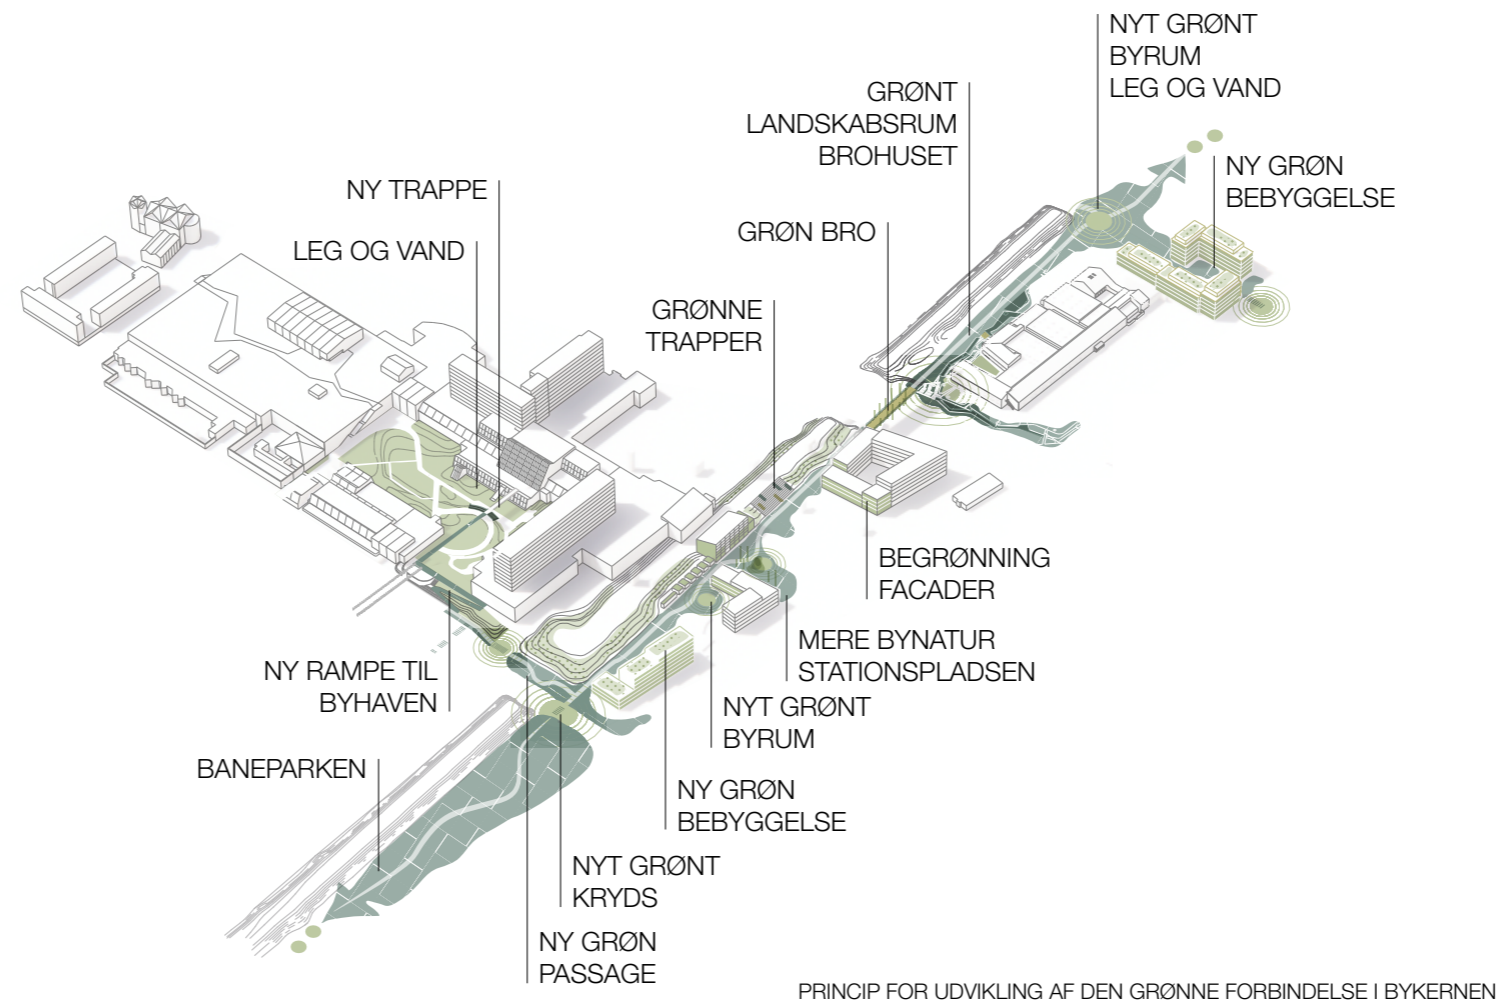 NYT GRØNT
BYRUM
LEG OG VAND
GRØNT
LANDSKABSRUM
BROHUSET
NY GRØN
BEBYGGELSE
NY TRAPPE
GRØN BRO
LEG OG VAND
GRØNNE
TRAPPER
BEGRØNNING
FACADER
MERE BYNATUR
STATIONSPLADSEN
NY RAMPE TIL
BYHAVEN
NYT GRØNT
BYRUM
BANEPARKEN
NY GRØN
BEBYGGELSE
NYT GRØNT
KRYDS
NY GRØN
PASSAGE
PRINCIP FOR UDVIKLING AF DEN GRØNNE FORBINDELSE I BYKERNEN